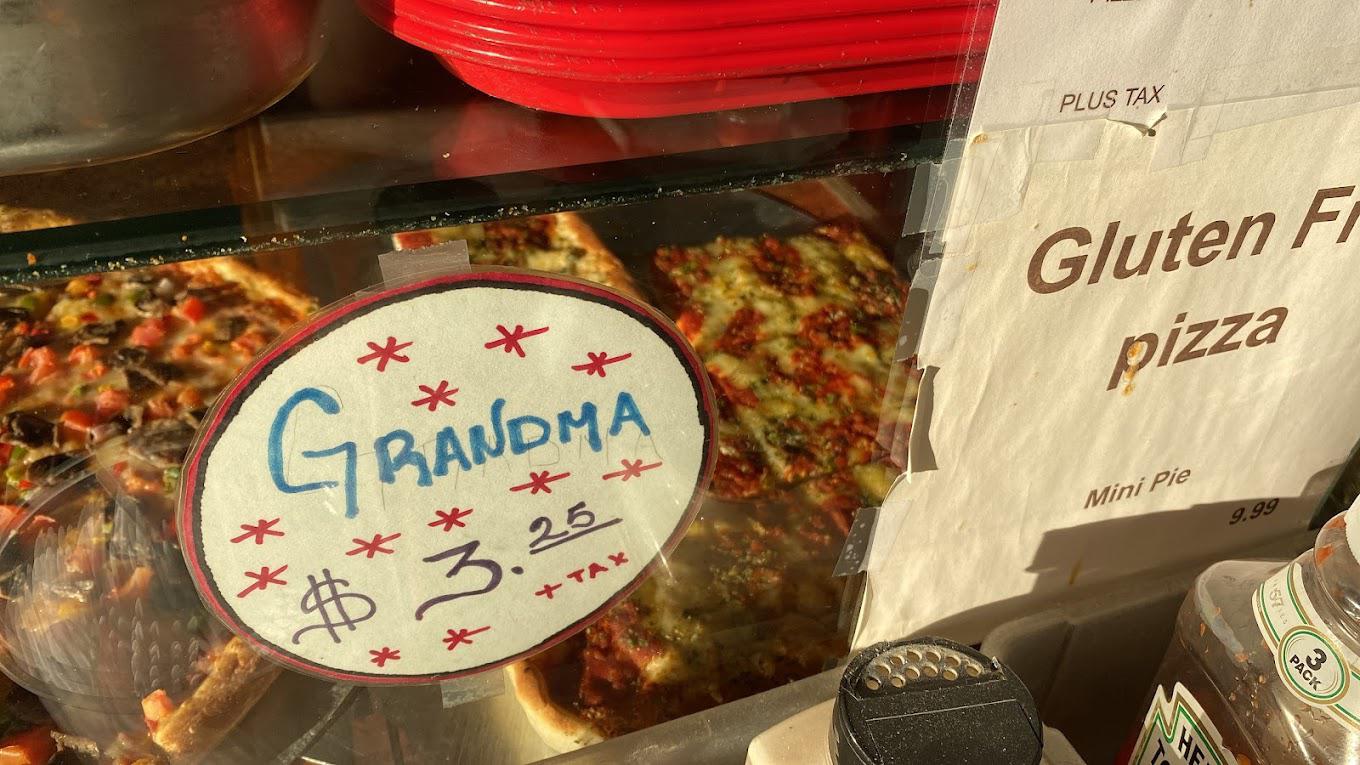 GRANDMA
$ 3.25
+ TAX
PLUS TAX
Gluten Fr
pizza
Mini Pie
9.99
3
PACK